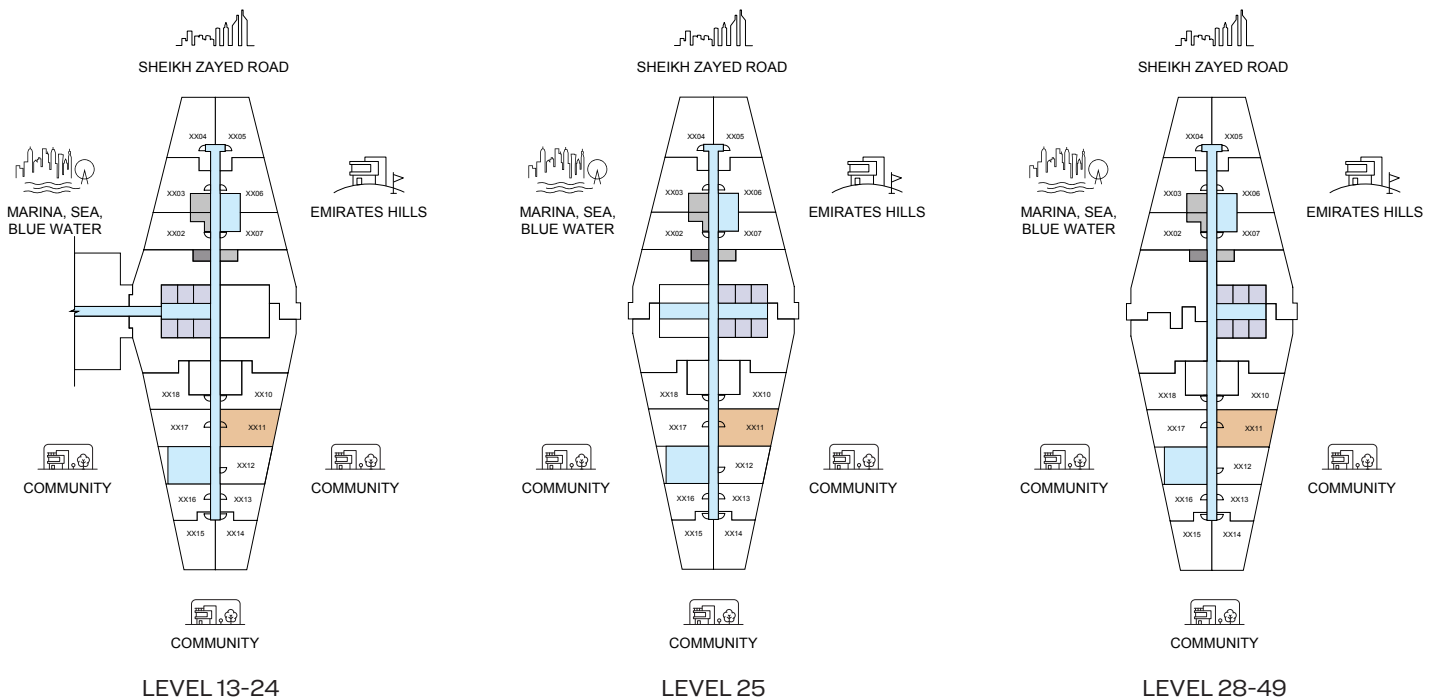 SHEIKH ZAYED ROAD
XX04 XX05
MARINA, SEA,
BLUE WATER
XX03 XX06
EMIRATES HILLS
XX02 XX07
XX18 XX10
XX17 XX11
XX12
COMMUNITY
COMMUNITY
XX16 XX13
XX15 XX14
COMMUNITY
LEVEL 13-24
SHEIKH ZAYED ROAD
XX04 XX05
MARINA, SEA,
BLUE WATER
XX03 XX06
EMIRATES HILLS
XX02 XX07
XX18 XX10
XX17 XX11
XX12
COMMUNITY
COMMUNITY
XX16 XX13
XX15 XX14
COMMUNITY
LEVEL 25
SHEIKH ZAYED ROAD
XX04 XX05
MARINA, SEA,
BLUE WATER
XX03 XX06
EMIRATES HILLS
XX02 XX07
XX18 XX10
XX17 XX11
XX12
COMMUNITY
COMMUNITY
XX16 XX13
XX15 XX14
COMMUNITY
LEVEL 28-49